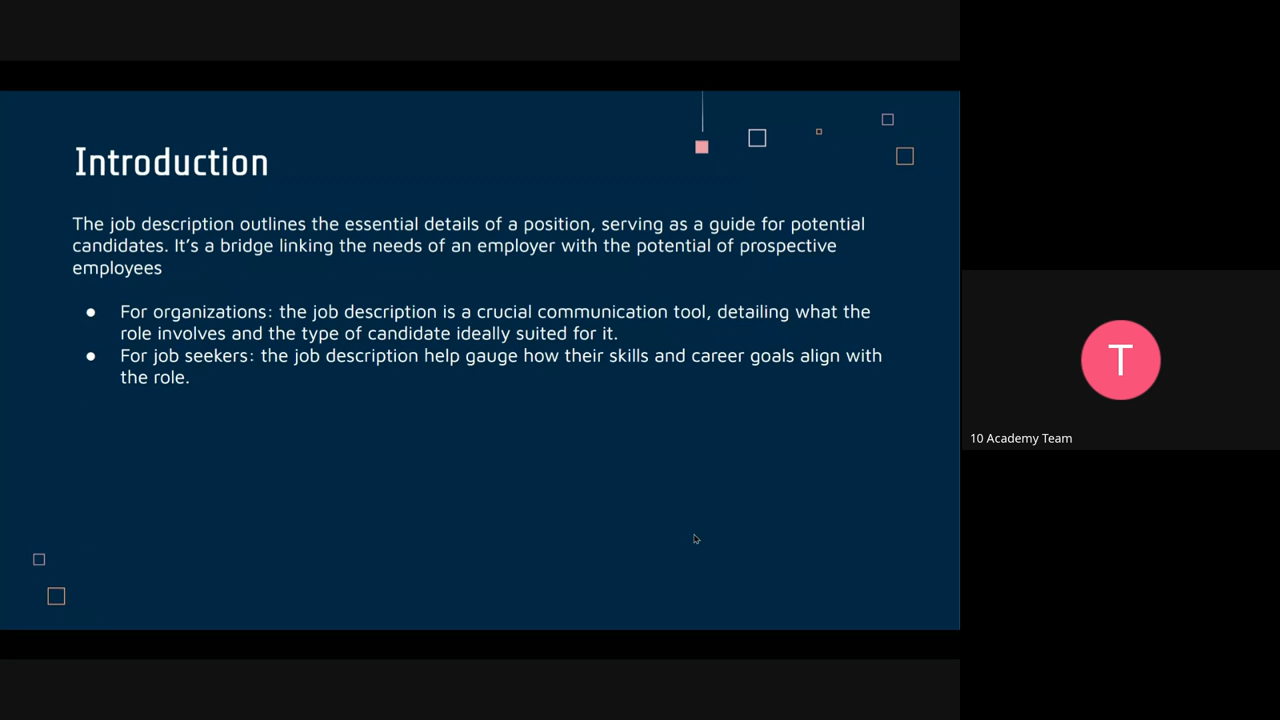 Introduction
The job description outlines the essential details of a position, serving as a guide for potential
candidates. It’s a bridge linking the needs of an employer with the potential of prospective
employees
● For organizations: the job description is a crucial communication tool, detailing what the
role involves and the type of candidate ideally suited for it.
● For job seekers: the job description help gauge how their skills and career goals align with
the role.
T
10 Academy Team